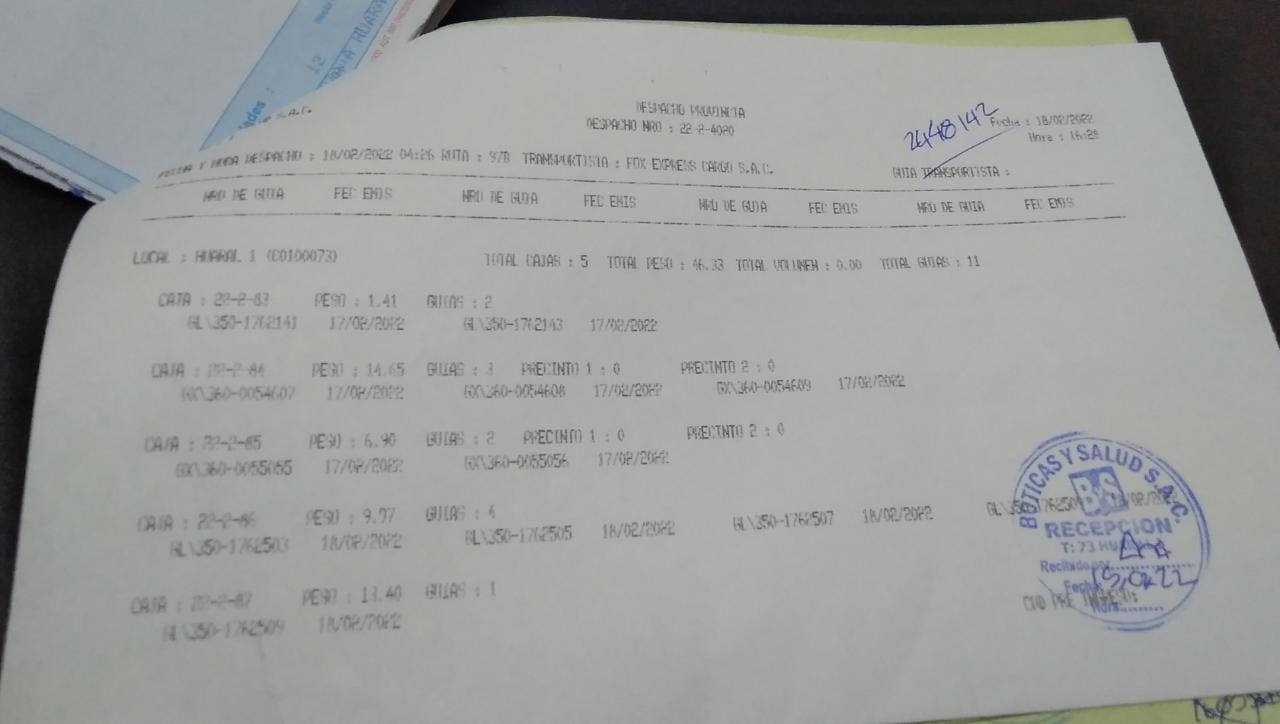 S.A.C.
DESPACHO PROVINCIA
DESPACHO NRO : 22-2-4020
2448142
Fecha : 18/02/2022
Hora : 16:28
FECHA Y HORA DESPACHO : 18/02/2022 04:26 RUTA : 97B TRANSPORTISTA : FOX EXPRESS CARGO S.A.C.
GUIA TRANSPORTISTA :
NRO DE GUIA FEC EMIS NRO DE GUIA FEC EMIS NRO DE GUIA FEC EMIS NRO DE GUIA FEC EMIS
LOCAL : HUARAL 1 (C0100073) TOTAL CAJAS : 5 TOTAL PESO : 46.33 TOTAL VOLUMEN : 0.00 TOTAL GUIAS : 11
CAJA : 22-2-83 PESO : 1.41 GUIAS : 2
GL\350-1762141 17/02/2022 GL\350-1762143 17/02/2022
CAJA : 22-2-84 PESO : 14.65 GUIAS : 3 PRECINTO 1 : 0 PRECINTO 2 : 0
GX\360-0054607 17/02/2022 GX\360-0054608 17/02/2022 GX\360-0054609 17/02/2022
CAJA : 22-2-85 PESO : 6.90 GUIAS : 2 PRECINTO 1 : 0 PRECINTO 2 : 0
GX\360-0055055 17/02/2022 GX\360-0055056 17/02/2022
CAJA : 22-2-86 PESO : 9.97 GUIAS : 4
GL\350-1762503 18/02/2022 GL\350-1762505 18/02/2022 GL\350-1762507 18/02/2022
CAJA : 22-2-87 PESO : 13.40 GUIAS : 1
GL\350-1762509 18/02/2022
BOTICAS Y SALUD S.A.C.
BS
RECEPCION
T: 73
Recibido por
Fecha:
Hora: